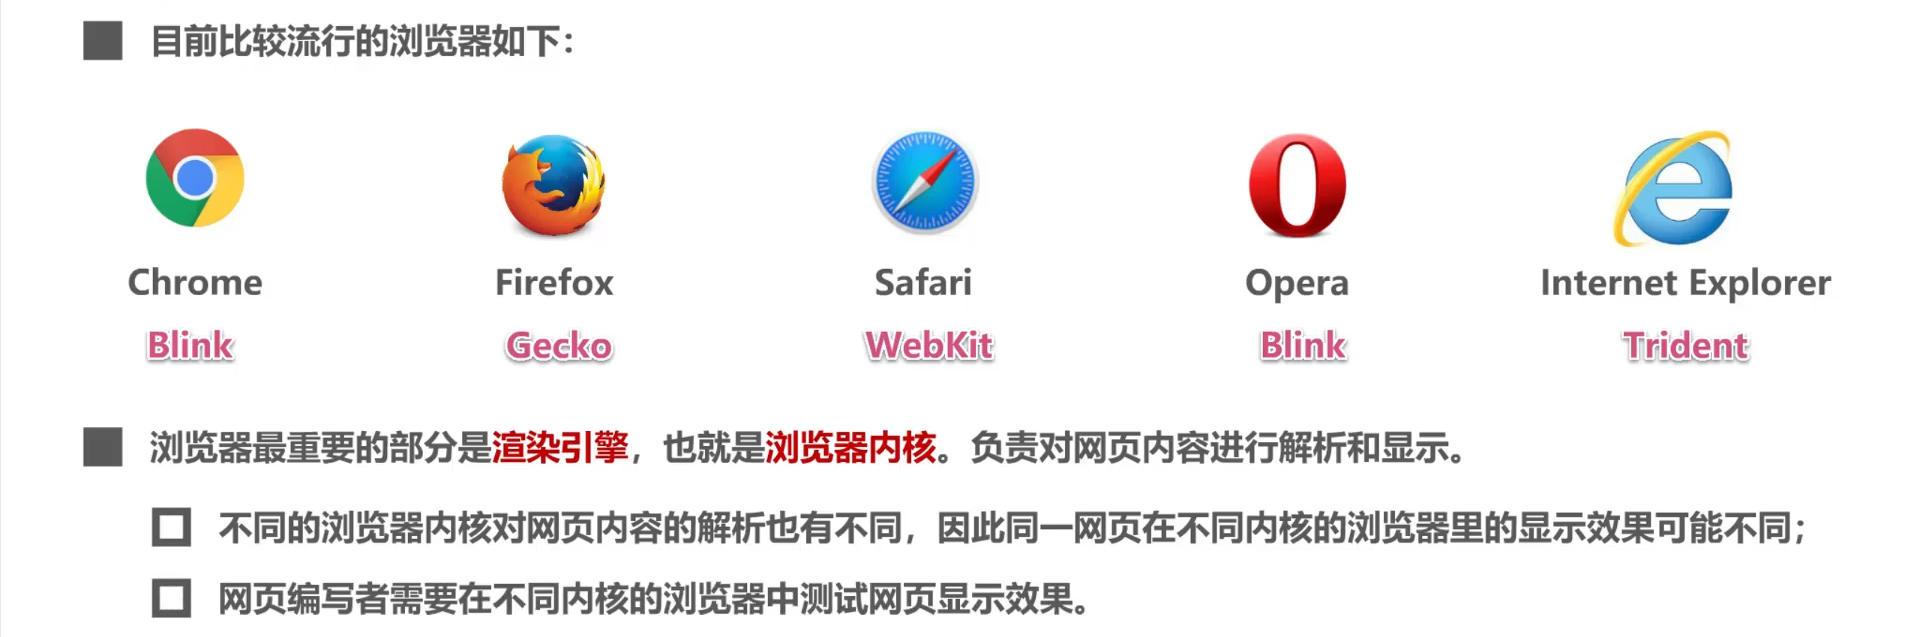 目前比较流行的浏览器如下：
Chrome Firefox Safari Opera Internet Explorer
Blink Gecko WebKit Blink Trident
浏览器最重要的部分是渲染引擎，也就是浏览器内核。负责对网页内容进行解析和显示。
不同的浏览器内核对网页内容的解析也有不同，因此同一网页在不同内核的浏览器里的显示效果可能不同；
网页编写者需要在不同内核的浏览器中测试网页显示效果。